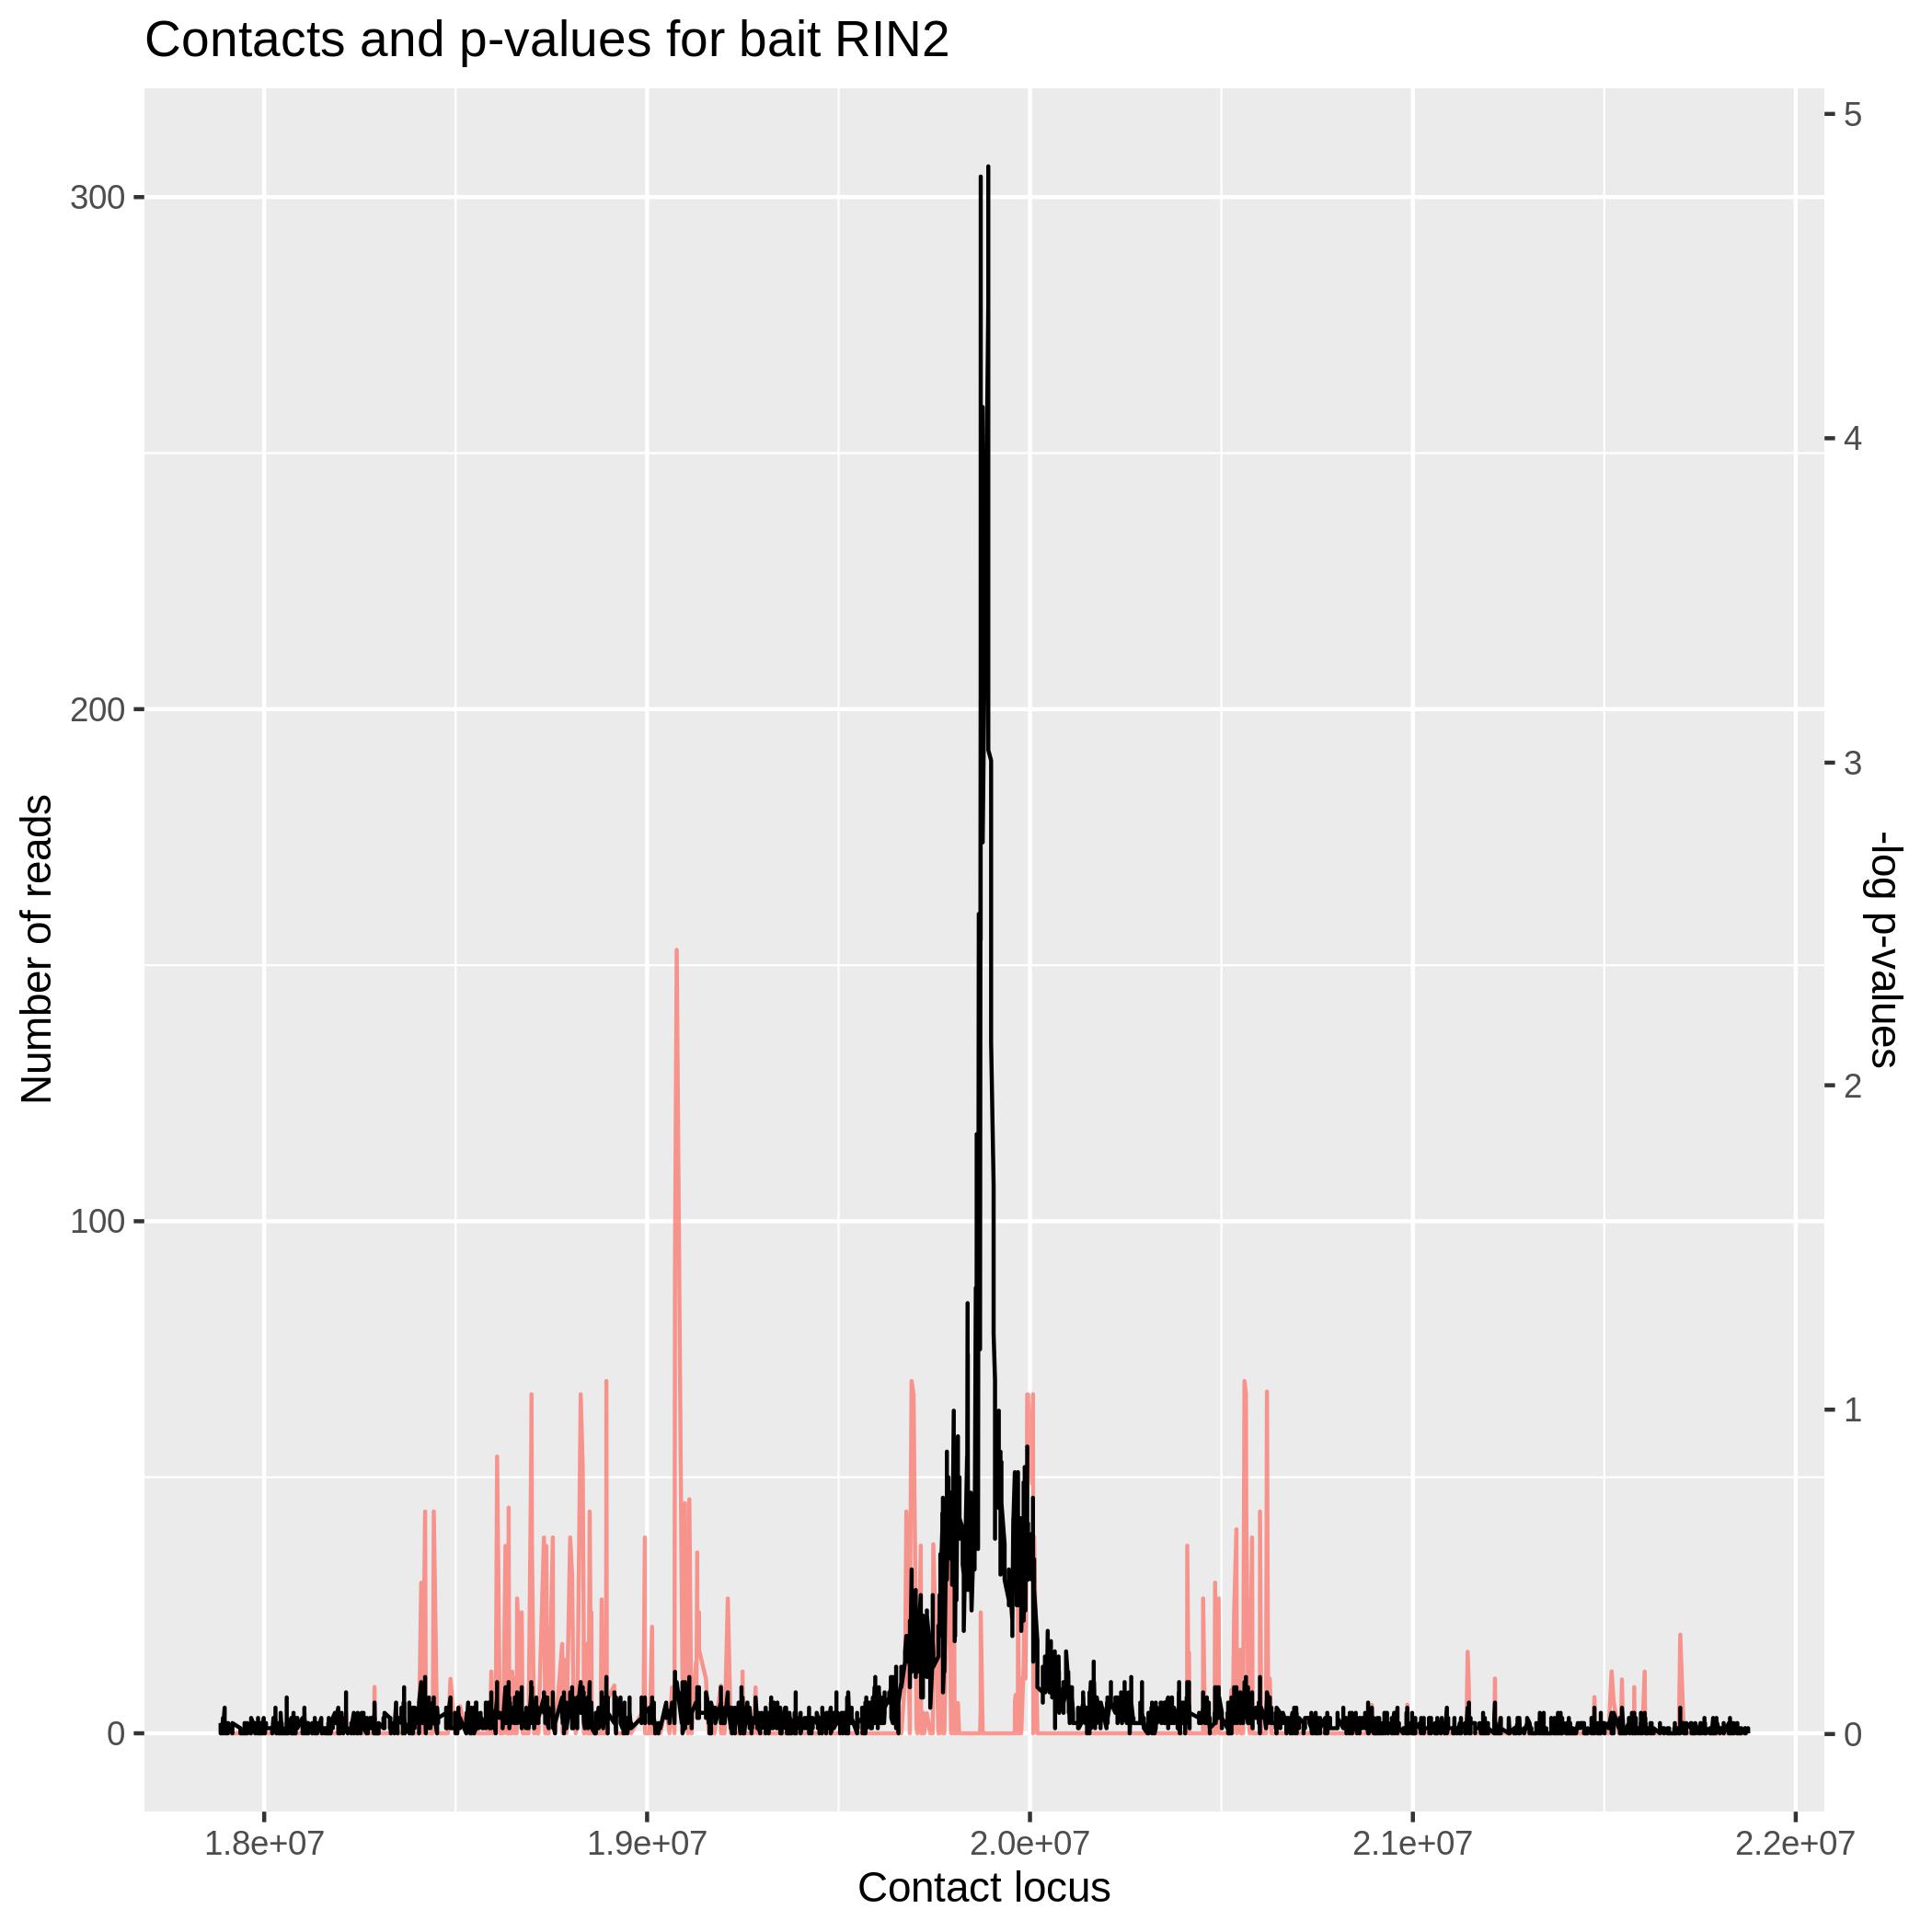 Contacts and p-values for bait RIN2
300
200
100
0
Number of reads
5
4
3
2
1
0
-log p-values
1.8e+07
1.9e+07
2.0e+07
2.1e+07
2.2e+07
Contact locus